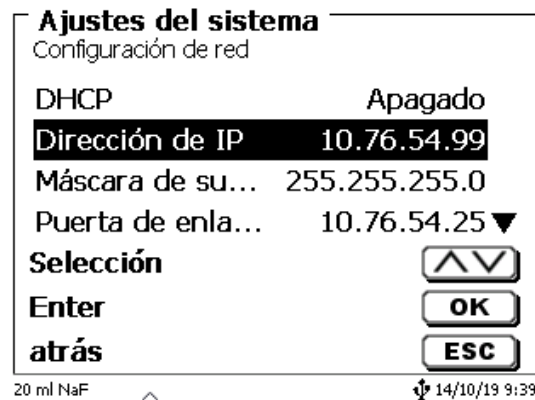 Ajustes del sistema
Configuración de red
DHCP Apagado
Dirección de IP 10.76.54.99
Máscara de su... 255.255.255.0
Puerta de enla... 10.76.54.25
Selección
Enter OK
atrás ESC
20 ml NaF 14/10/19 9:39